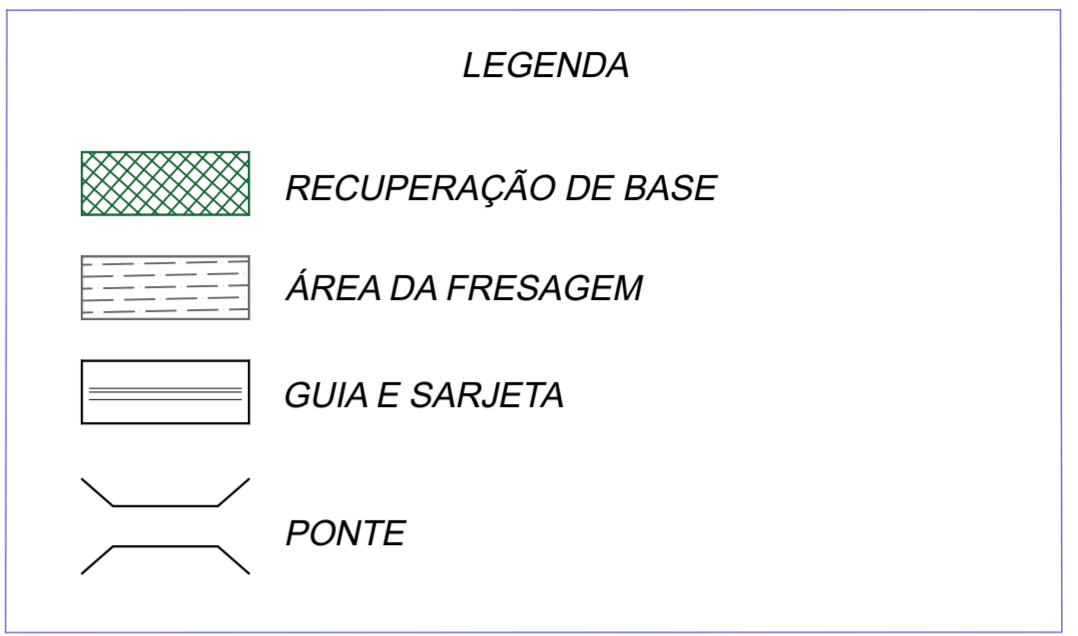 LEGENDA
RECUPERAÇÃO DE BASE
ÁREA DA FRESAGEM
GUIA E SARJETA
PONTE